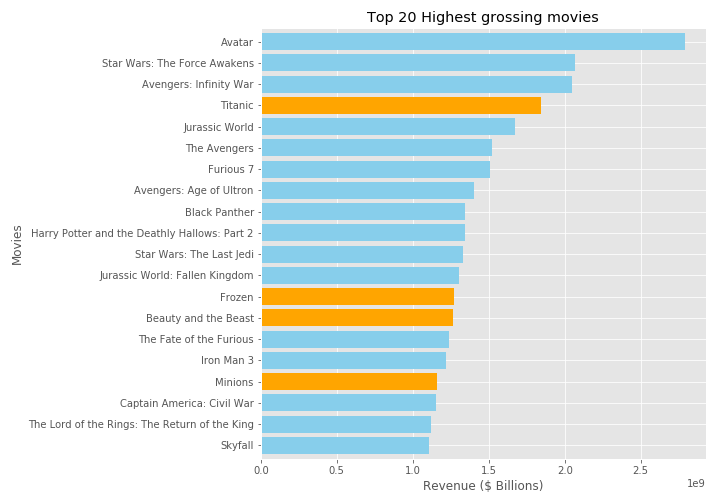 Top 20 Highest grossing movies
Avatar
Star Wars: The Force Awakens
Avengers: Infinity War
Titanic
Jurassic World
The Avengers
Furious 7
Avengers: Age of Ultron
Black Panther
Harry Potter and the Deathly Hallows: Part 2
Star Wars: The Last Jedi
Jurassic World: Fallen Kingdom
Frozen
Beauty and the Beast
The Fate of the Furious
Iron Man 3
Minions
Captain America: Civil War
The Lord of the Rings: The Return of the King
Skyfall
Movies
0.0 0.5 1.0 1.5 2.0 2.5
1e9
Revenue ($ Billions)